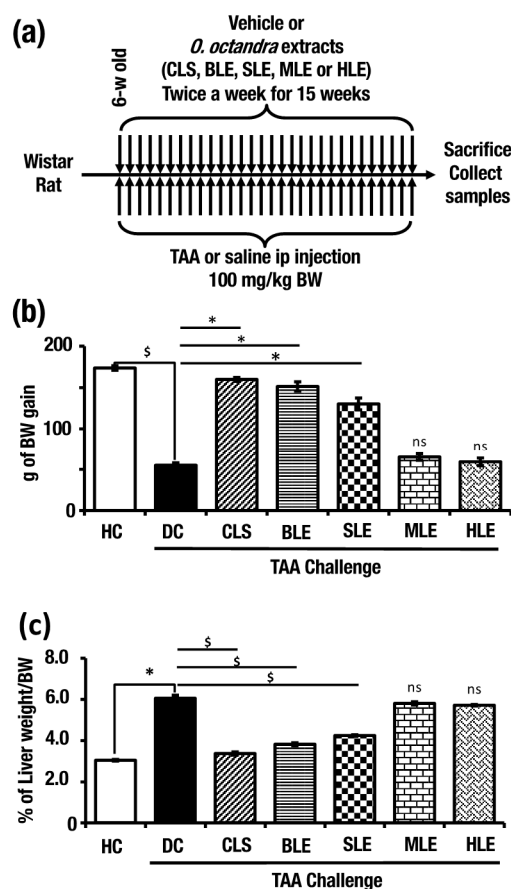 (a)
Vehicle or
O. octandra extracts
(CLS, BLE, SLE, MLE or HLE)
Twice a week for 15 weeks
6-w old
Wistar
Rat
Sacrifice
Collect
samples
TAA or saline ip injection
100 mg/kg BW
(b)
g of BW gain
200
100
0
$
*
*
*
ns
ns
HC DC CLS BLE SLE MLE HLE
TAA Challenge
(c)
% of Liver weight/BW
8.0
6.0
4.0
2.0
0
*
$
$
$
ns
ns
HC DC CLS BLE SLE MLE HLE
TAA Challenge